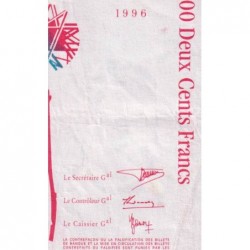 1996
00 Deux Cents Francs
Le Secrétaire Gal
Le Contrôleur Gal
Le Caissier Gal
LA CONTREFAÇON OU LA FALSIFICATION DES BILLETS
DE BANQUE ET LA MISE EN CIRCULATION DES BILLETS
CONTREFAITS OU FALSIFIÉS SONT PUNIES PAR LES